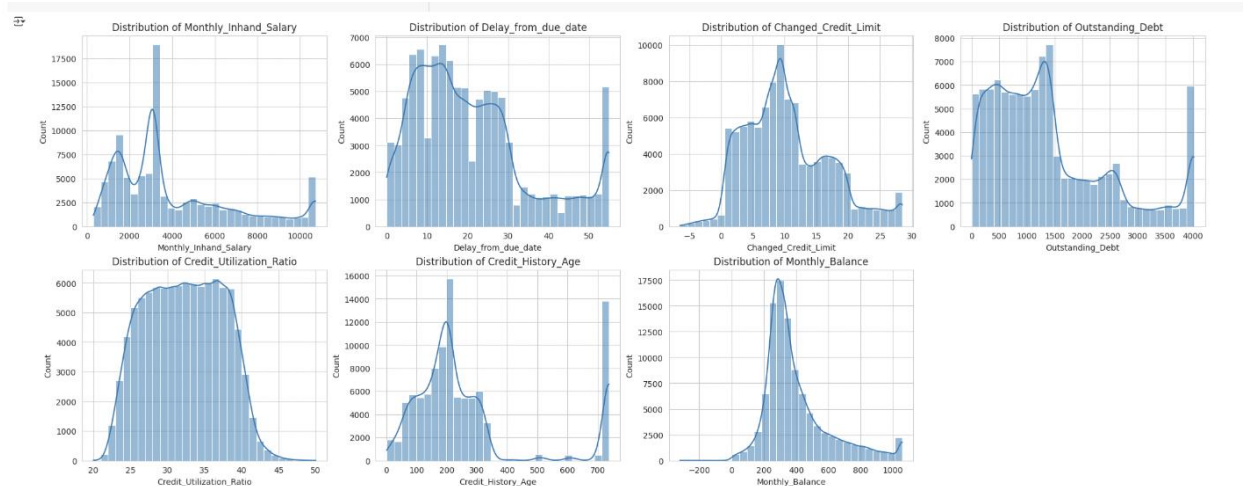 Distribution of Monthly_Inhand_Salary
Distribution of Delay_from_due_date
Distribution of Changed_Credit_Limit
Distribution of Outstanding_Debt
17500
15000
12500
10000
7500
5000
2500
0
Count
0 2000 4000 6000 8000 10000
Monthly_Inhand_Salary
7000
6000
5000
4000
3000
2000
1000
0
Count
0 10 20 30 40 50
Delay_from_due_date
10000
8000
6000
4000
2000
0
Count
−5 0 5 10 15 20 25 30
Changed_Credit_Limit
8000
7000
6000
5000
4000
3000
2000
1000
0
Count
0 500 1000 1500 2000 2500 3000 3500 4000
Outstanding_Debt
Distribution of Credit_Utilization_Ratio
Distribution of Credit_History_Age
Distribution of Monthly_Balance
6000
5000
4000
3000
2000
1000
0
Count
20 25 30 35 40 45 50
Credit_Utilization_Ratio
16000
14000
12000
10000
8000
6000
4000
2000
0
Count
0 100 200 300 400 500 600 700
Credit_History_Age
17500
15000
12500
10000
7500
5000
2500
0
Count
−200 0 200 400 600 800 1000
Monthly_Balance